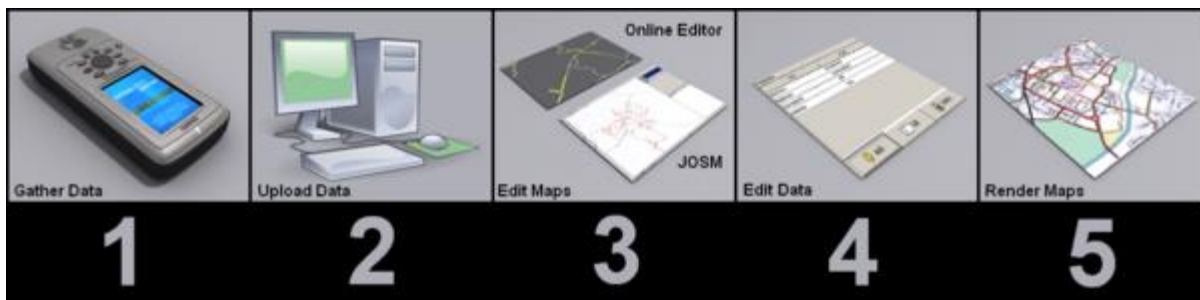 Online Editor
JOSM
Gather Data
Upload Data
Edit Maps
Edit Data
Render Maps
1
2
3
4
5